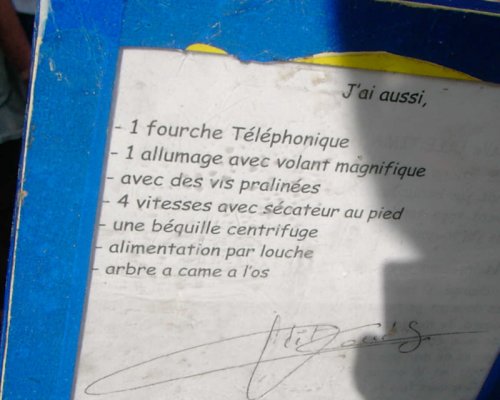 J'ai aussi,
- 1 fourche Téléphonique
- 1 allumage avec volant magnifique
- avec des vis pralinées
- 4 vitesses avec sécateur au pied
- une béquille centrifuge
- alimentation par louche
- arbre a came a l'os